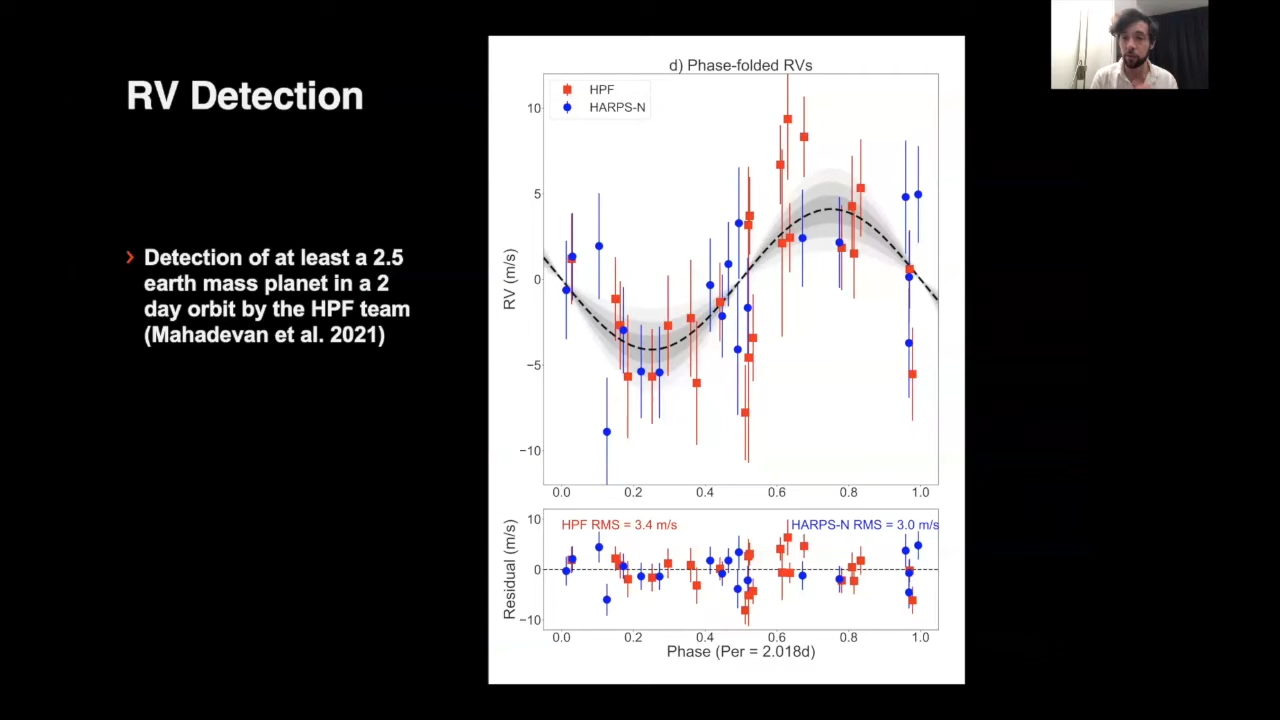 RV Detection
› Detection of at least a 2.5
earth mass planet in a 2
day orbit by the HPF team
(Mahadevan et al. 2021)
d) Phase-folded RVs
HPF
HARPS-N
RV (m/s)
10
5
0
−5
−10
0.0 0.2 0.4 0.6 0.8 1.0
HPF RMS = 3.4 m/s HARPS-N RMS = 3.0 m/s
Residual (m/s)
10
0
−10
0.0 0.2 0.4 0.6 0.8 1.0
Phase (Per = 2.018d)